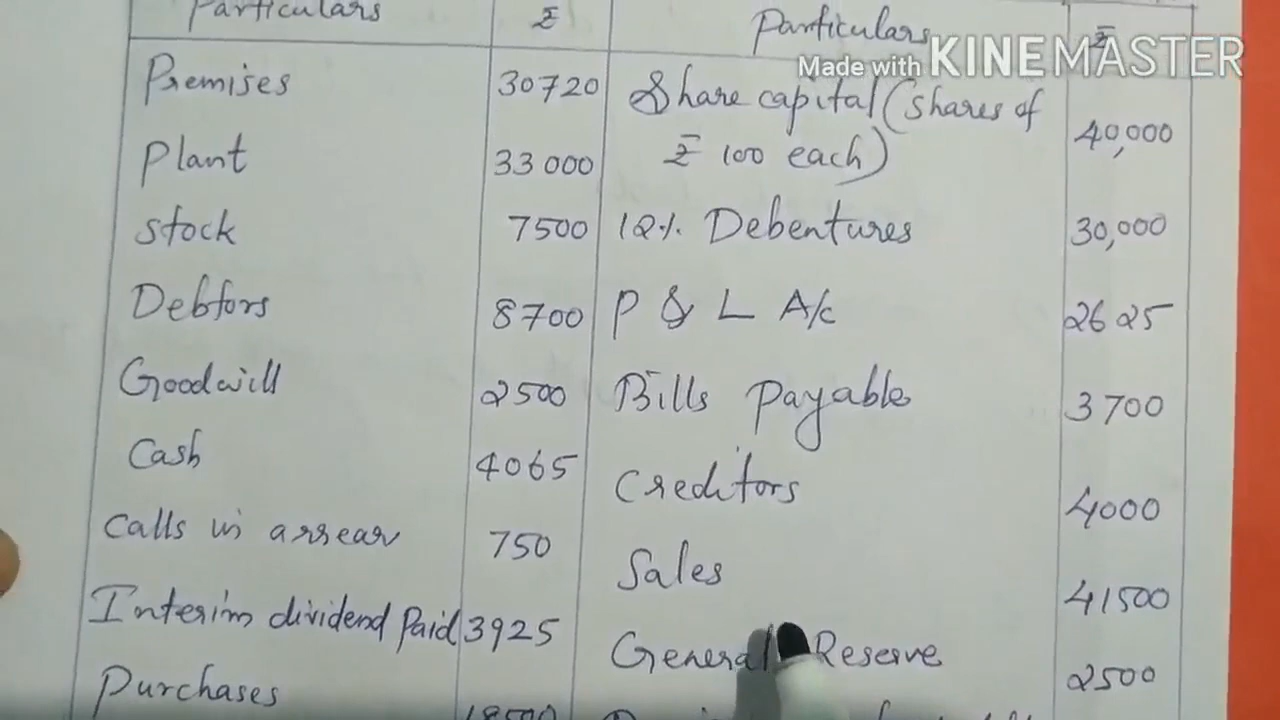 Particulars ₹ Particulars ₹
Made with KINEMASTER
Premises 30720 Share capital (shares of
₹ 100 each) 40,000
Plant 33000
Stock 7500 12% Debentures 30,000
Debtors 8700 P & L A/c 2625
Goodwill 2500 Bills Payable 3700
Cash 4065 Creditors 4000
Calls in arrear 750 Sales 41500
Interim dividend Paid 3925 General Reserve 2500
Purchases